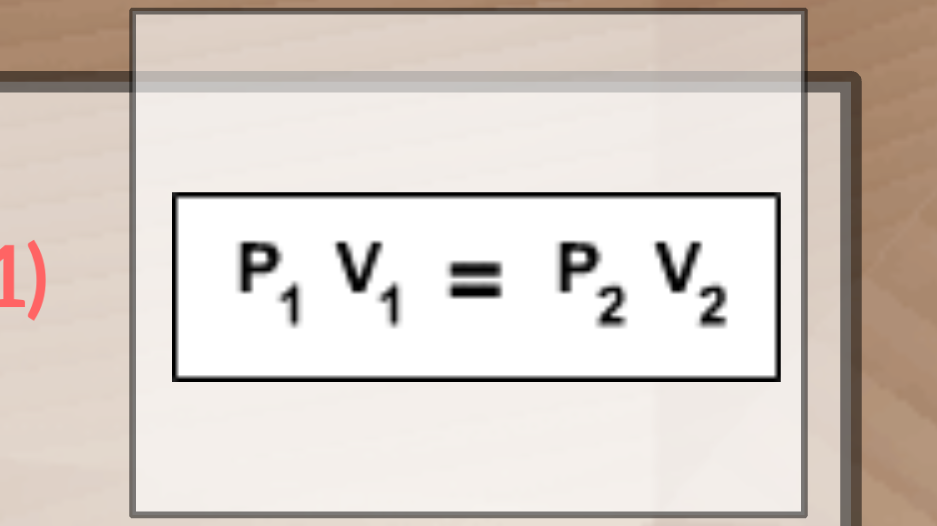 1)
P₁ V₁ = P₂ V₂